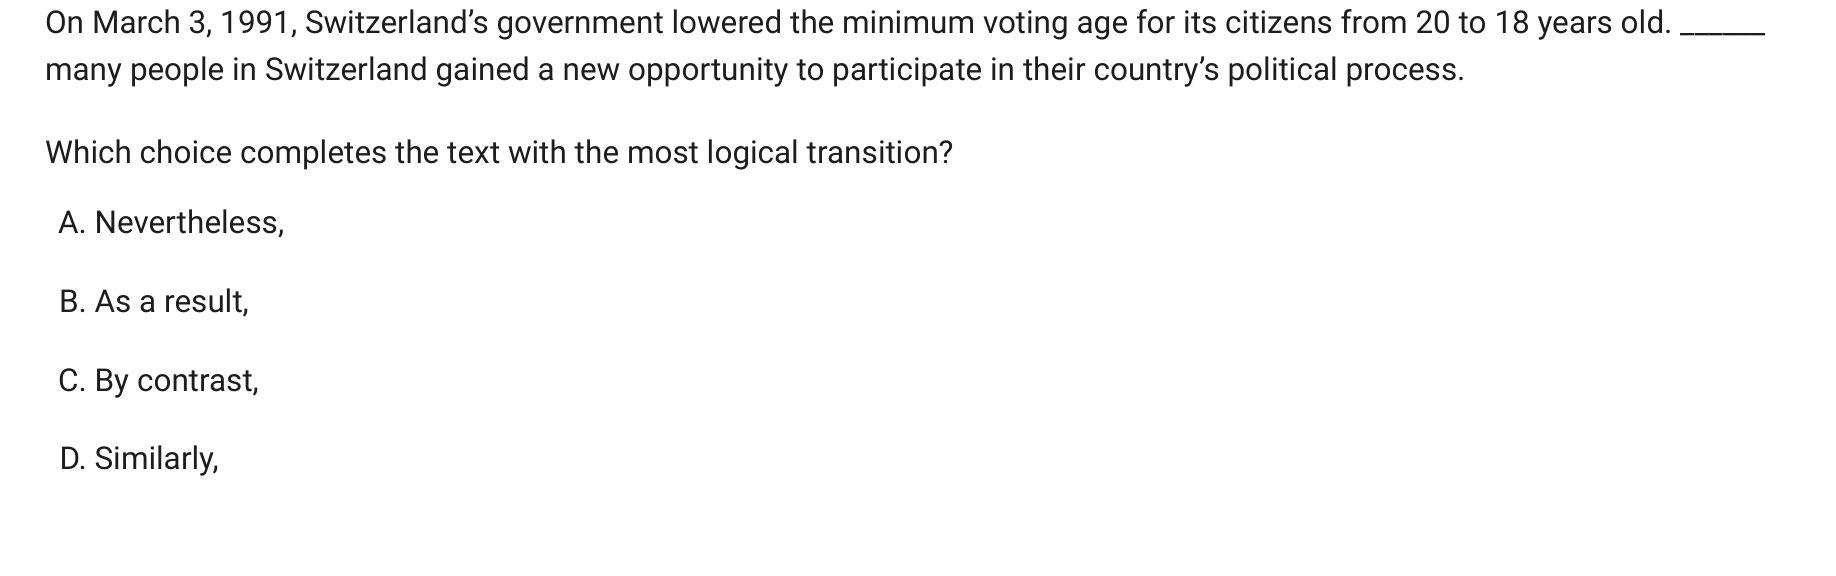 On March 3, 1991, Switzerland’s government lowered the minimum voting age for its citizens from 20 to 18 years old. ______
many people in Switzerland gained a new opportunity to participate in their country’s political process.
Which choice completes the text with the most logical transition?
A. Nevertheless,
B. As a result,
C. By contrast,
D. Similarly,